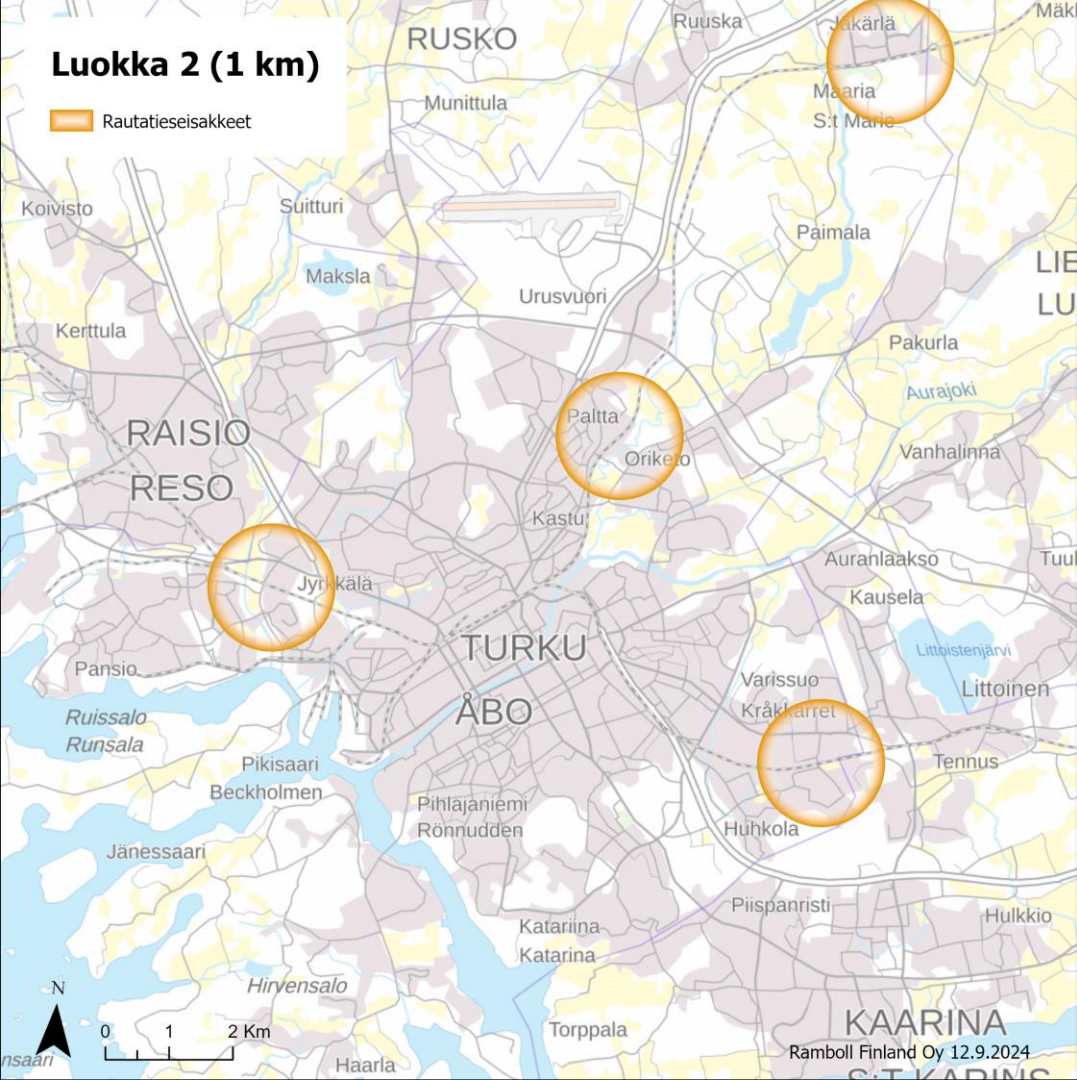 Luokka 2 (1 km)
Rautatieseisakkeet
RUSKO
Ruuska
Jäkärlä
Munittula
Maaria
S:t Marie
Koivisto
Suitturi
Paimala
Maksla
Urusvuori
Kerttula
Pakurla
Aurajoki
Paltta
RAISIO
Oriketo
Vanhalinna
RESO
Kastu
Auranlaakso
Jyrkkälä
Kausela
TURKU
Littoistenjärvi
Pansio
Varissuo
Littoinen
Ruissalo
Runsala
ÅBO
Kråkkärret
Pikisaari
Beckholmen
Tennus
Pihlajaniemi
Rönnudden
Huhkola
Jänessaari
Piispanristi
Hulkkio
Katariina
Katarina
Hirvensalo
N
0 1 2 Km
Torppala
KAARINA
Haarla
Ramboll Finland Oy 12.9.2024
S:T KARINS